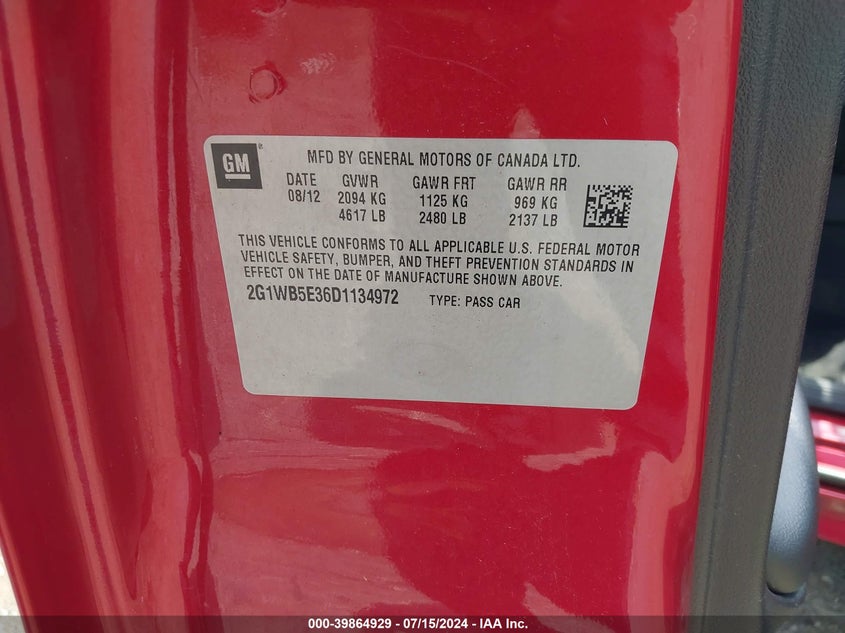 GM ®
MFD BY GENERAL MOTORS OF CANADA LTD.
DATE GVWR GAWR FRT GAWR RR
08/12 2094 KG 1125 KG 969 KG
4617 LB 2480 LB 2137 LB
THIS VEHICLE CONFORMS TO ALL APPLICABLE U.S. FEDERAL MOTOR
VEHICLE SAFETY, BUMPER, AND THEFT PREVENTION STANDARDS IN
EFFECT ON THE DATE OF MANUFACTURE SHOWN ABOVE.
2G1WB5E36D1134972 TYPE: PASS CAR
000-39864929 - 07/15/2024 - IAA Inc.